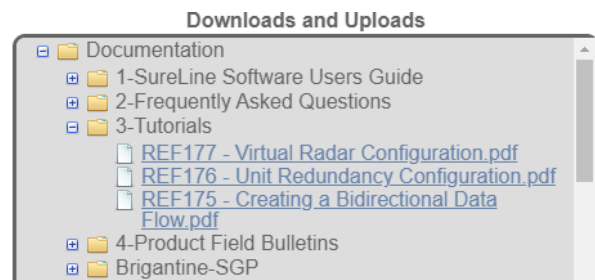 Downloads and Uploads
Documentation
1-SureLine Software Users Guide
2-Frequently Asked Questions
3-Tutorials
REF177 - Virtual Radar Configuration.pdf
REF176 - Unit Redundancy Configuration.pdf
REF175 - Creating a Bidirectional Data
Flow.pdf
4-Product Field Bulletins
Brigantine-SGP